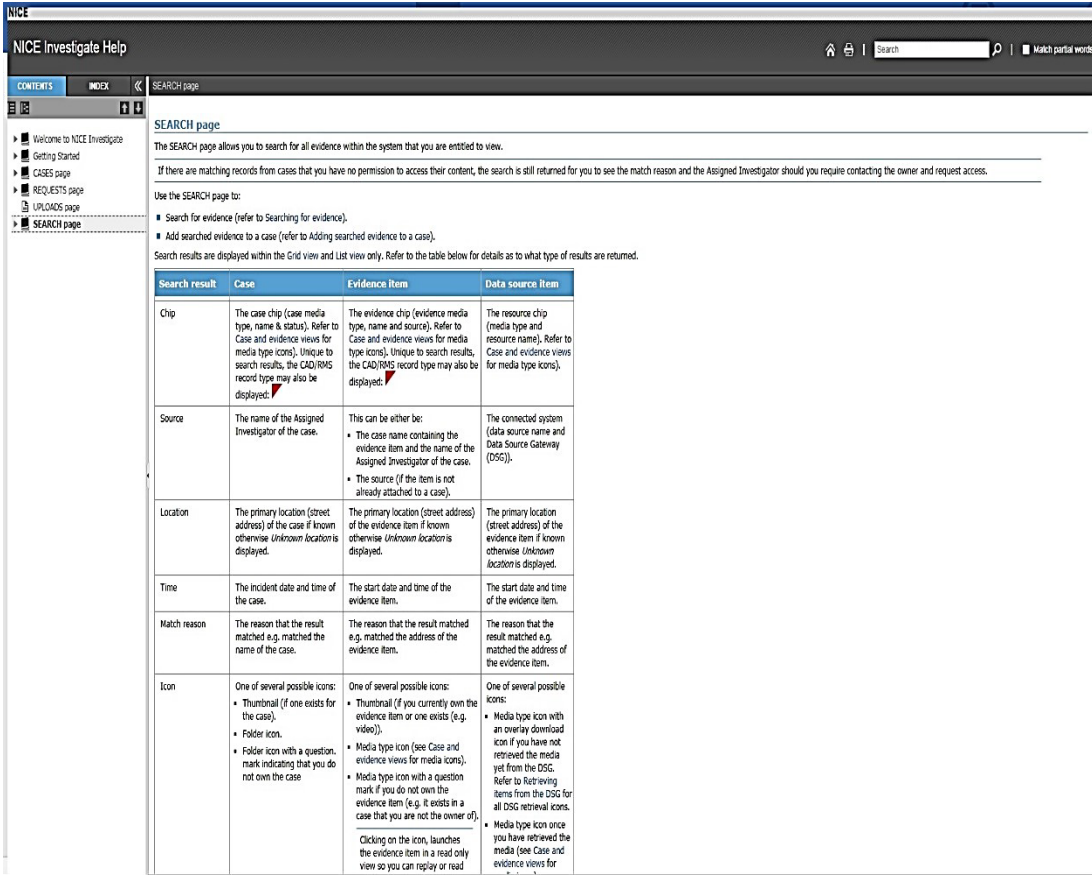 NICE
NICE Investigate Help
Search
Match partial words
CONTENTS
INDEX
SEARCH page
Welcome to NICE Investigate
Getting Started
CASES page
REQUESTS page
UPLOADS page
SEARCH page
SEARCH page
The SEARCH page allows you to search for all evidence within the system that you are entitled to view.
If there are matching records from cases that you have no permission to access their content, the search is still returned for you to see the match reason and the Assigned Investigator should you require contacting the owner and request access.
Use the SEARCH page to:
Search for evidence (refer to Searching for evidence).
Add searched evidence to a case (refer to Adding searched evidence to a case).
Search results are displayed within the Grid view and List view only. Refer to the table below for details as to what type of results are returned.
Search result
Case
Evidence item
Data source item
Chip
The case chip (case media
type, name & status). Refer to
Case and evidence views for
media type icons). Unique to
search results, the CAD/RMS
record type may also be
displayed:
The evidence chip (evidence media
type, name and source). Refer to
Case and evidence views for media
type icons). Unique to search results,
the CAD/RMS record type may also be
displayed:
The resource chip
(media type and
resource name). Refer to
Case and evidence views
for media type icons).
Source
The name of the Assigned
Investigator of the case.
This can be either be:
The case name containing the
evidence item and the name of the
Assigned Investigator of the case.
The source (if the item is not
already attached to a case).
The connected system
(data source name and
Data Source Gateway
(DSG)).
Location
The primary location (street
address) of the case if known
otherwise Unknown location is
displayed.
The primary location (street address)
of the evidence item if known
otherwise Unknown location is
displayed.
The primary location
(street address) of the
evidence item if known
otherwise Unknown
location is displayed.
Time
The incident date and time of
the case.
The start date and time of the
evidence item.
The start date and time
of the evidence item.
Match reason
The reason that the result
matched e.g. matched the
name of the case.
The reason that the result matched
e.g. matched the address of the
evidence item.
The reason that the
result matched e.g.
matched the address of
the evidence item.
Icon
One of several possible icons:
Thumbnail (if one exists for
the case).
Folder icon.
Folder icon with a question.
mark indicating that you do
not own the case
One of several possible icons:
Thumbnail (if you currently own the
evidence item or one exists (e.g.
video)).
Media type icon (see Case and
evidence views for media icons).
Media type icon with a question
mark if you do not own the
evidence item (e.g. it exists in a
case that you are not the owner of).
Clicking on the icon, launches
the evidence item in a read only
view so you can replay or read
One of several possible
icons:
Media type icon with
an overlay download
icon if you have not
retrieved the media
yet from the DSG.
Refer to Retrieving
items from the DSG for
all DSG retrieval icons.
Media type icon once
you have retrieved the
media (see Case and
evidence views for